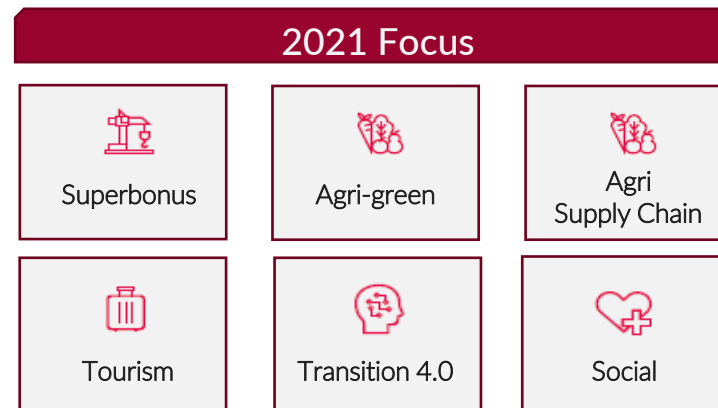 2021 Focus
Superbonus
Agri-green
Agri
Supply Chain
Tourism
Transition 4.0
Social